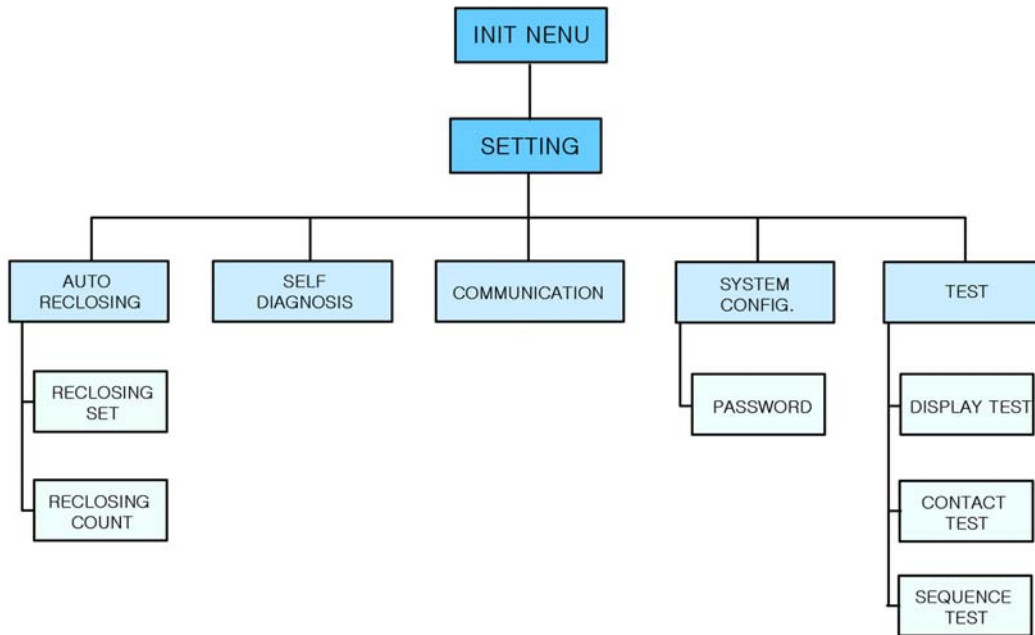 INIT NENU
SETTING
AUTO
RECLOSING
SELF
DIAGNOSIS
COMMUNICATION
SYSTEM
CONFIG.
TEST
RECLOSING
SET
PASSWORD
DISPLAY TEST
RECLOSING
COUNT
CONTACT
TEST
SEQUENCE
TEST